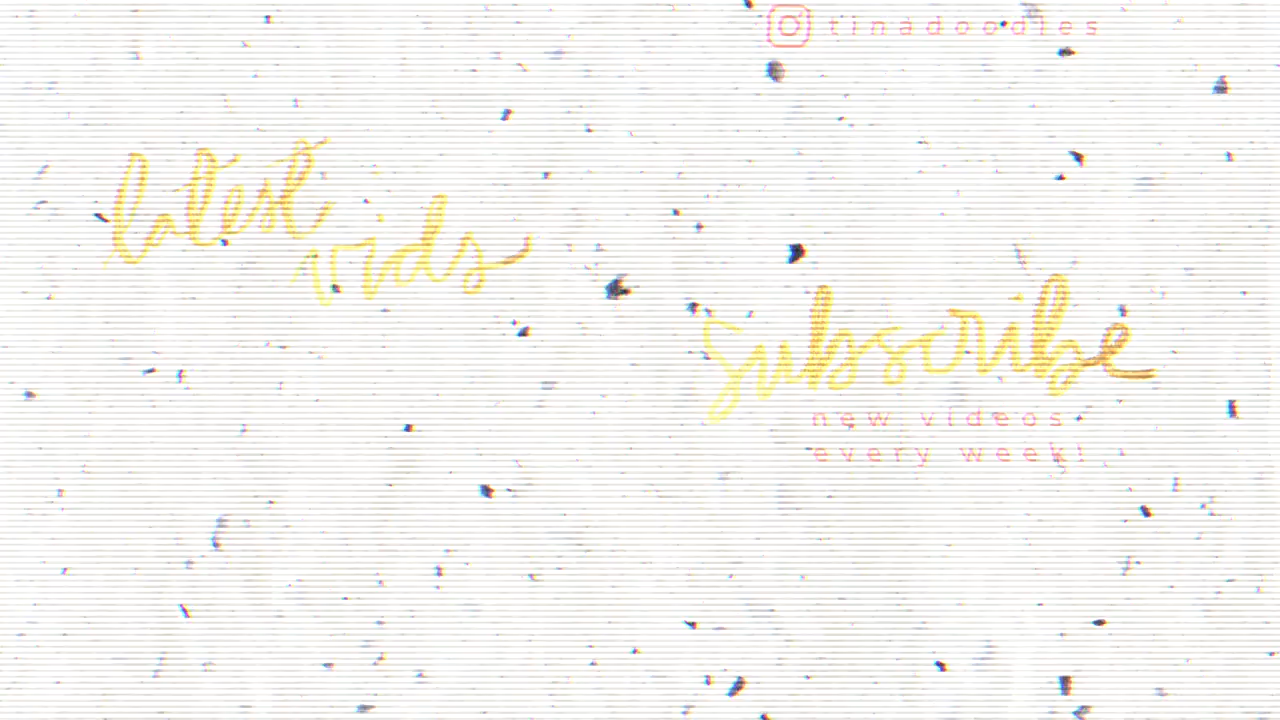 tinadoodles
latest
vids
subscribe
new videos
every week!